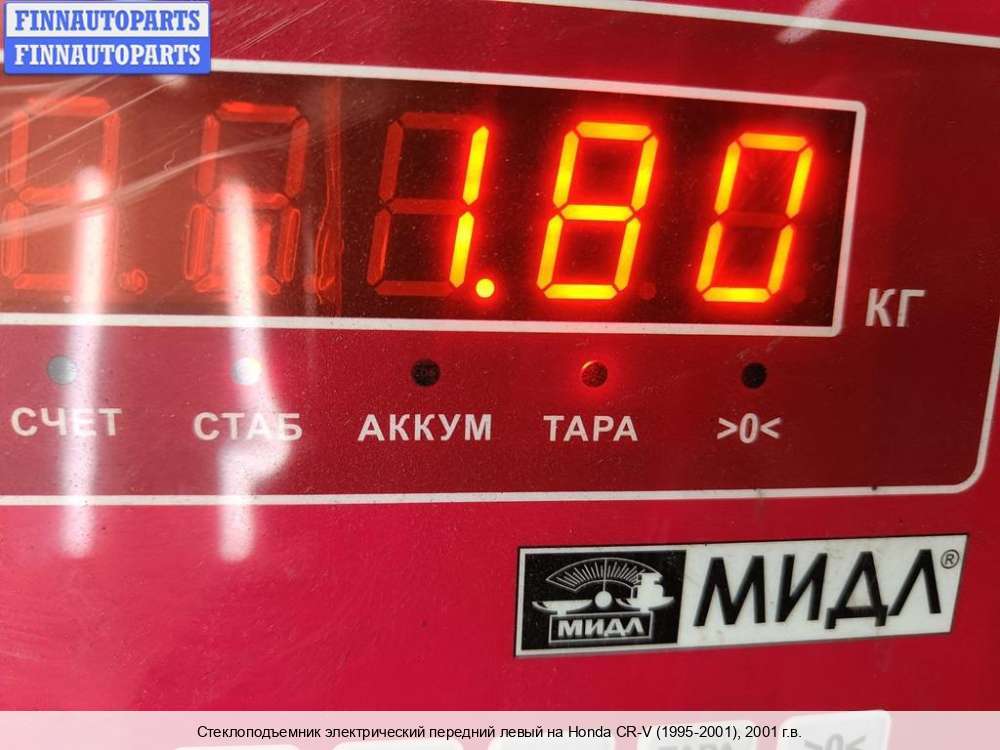 FINNAUTOPARTS
FINNAUTOPARTS
1.80
КГ
СЧЕТ СТАБ АККУМ ТАРА >0<
МИДЛ МИДЛ®
>0<
Стеклоподъемник электрический передний левый на Honda CR-V (1995-2001), 2001 г.в.